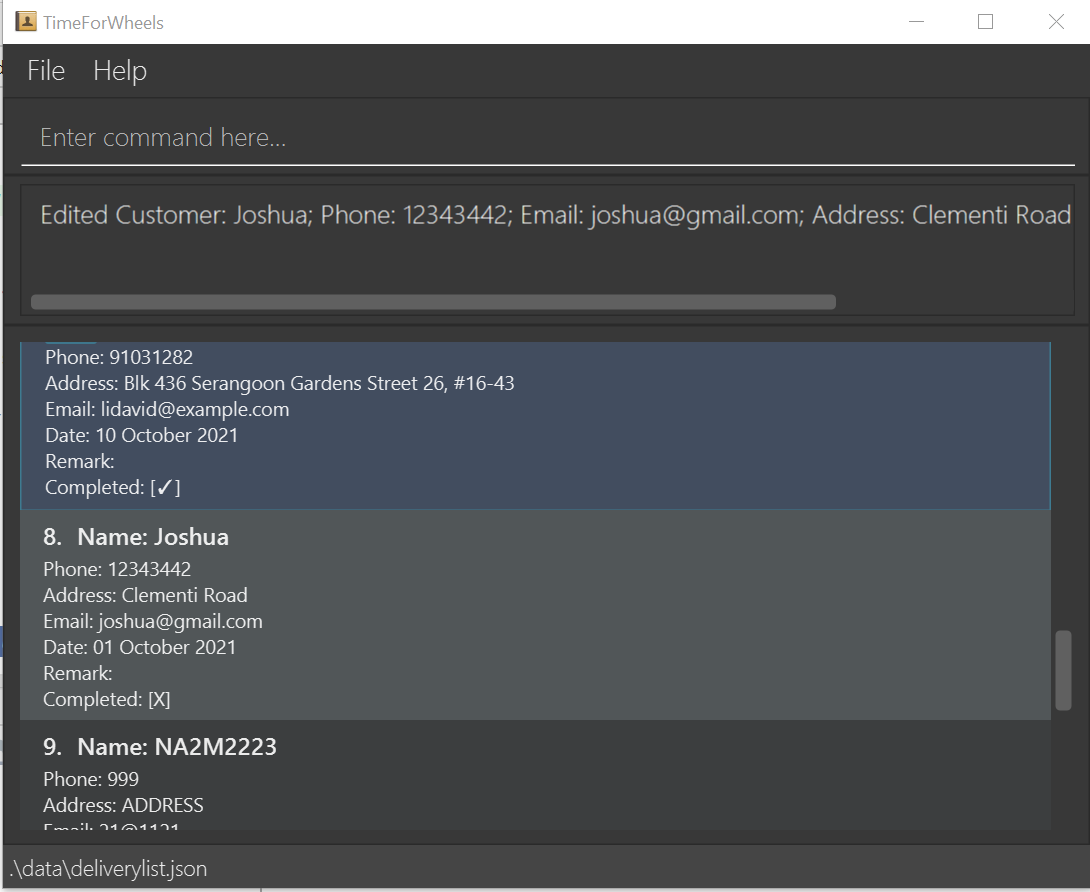 TimeForWheels
File Help
Enter command here...
Edited Customer: Joshua; Phone: 12343442; Email: joshua@gmail.com; Address: Clementi Road
Phone: 91031282
Address: Blk 436 Serangoon Gardens Street 26, #16-43
Email: lidavid@example.com
Date: 10 October 2021
Remark:
Completed: [✓]
8. Name: Joshua
Phone: 12343442
Address: Clementi Road
Email: joshua@gmail.com
Date: 01 October 2021
Remark:
Completed: [X]
9. Name: NA2M2223
Phone: 999
Address: ADDRESS
Email: 21@1121
.\data\deliverylist.json